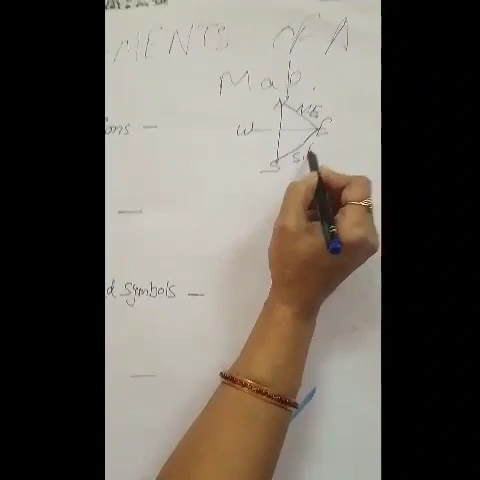 MENTS OF A
Map.
N
NE
ons —
W
E
S
d symbols —